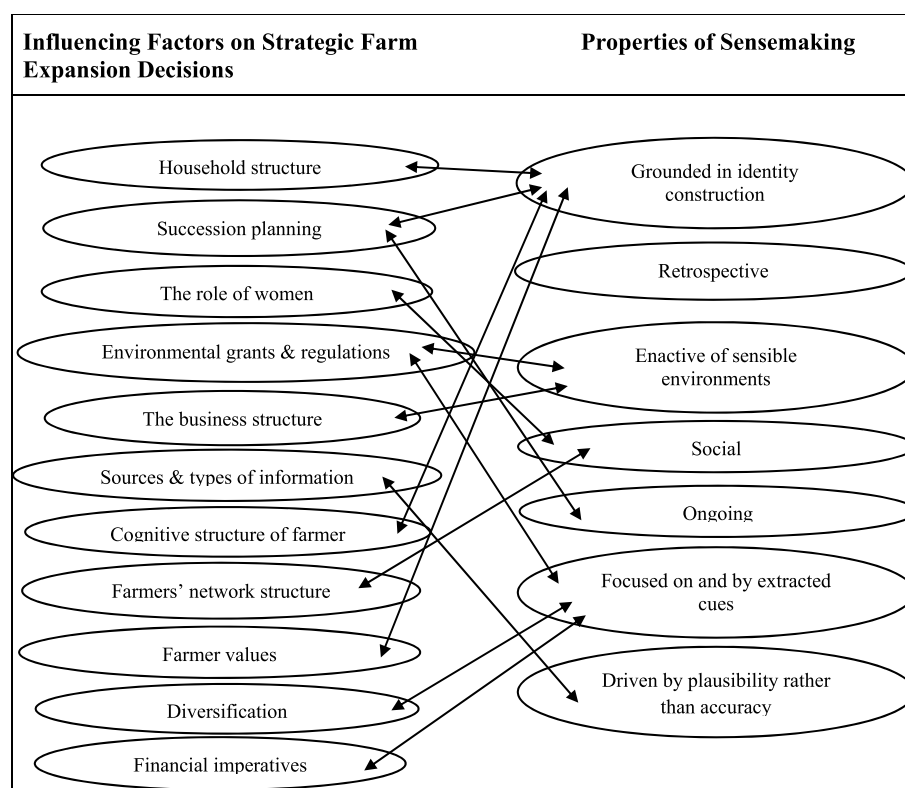 Influencing Factors on Strategic Farm
Expansion Decisions
Properties of Sensemaking
Household structure
Succession planning
The role of women
Environmental grants & regulations
The business structure
Sources & types of information
Cognitive structure of farmer
Farmers’ network structure
Farmer values
Diversification
Financial imperatives
Grounded in identity
construction
Retrospective
Enactive of sensible
environments
Social
Ongoing
Focused on and by extracted
cues
Driven by plausibility rather
than accuracy